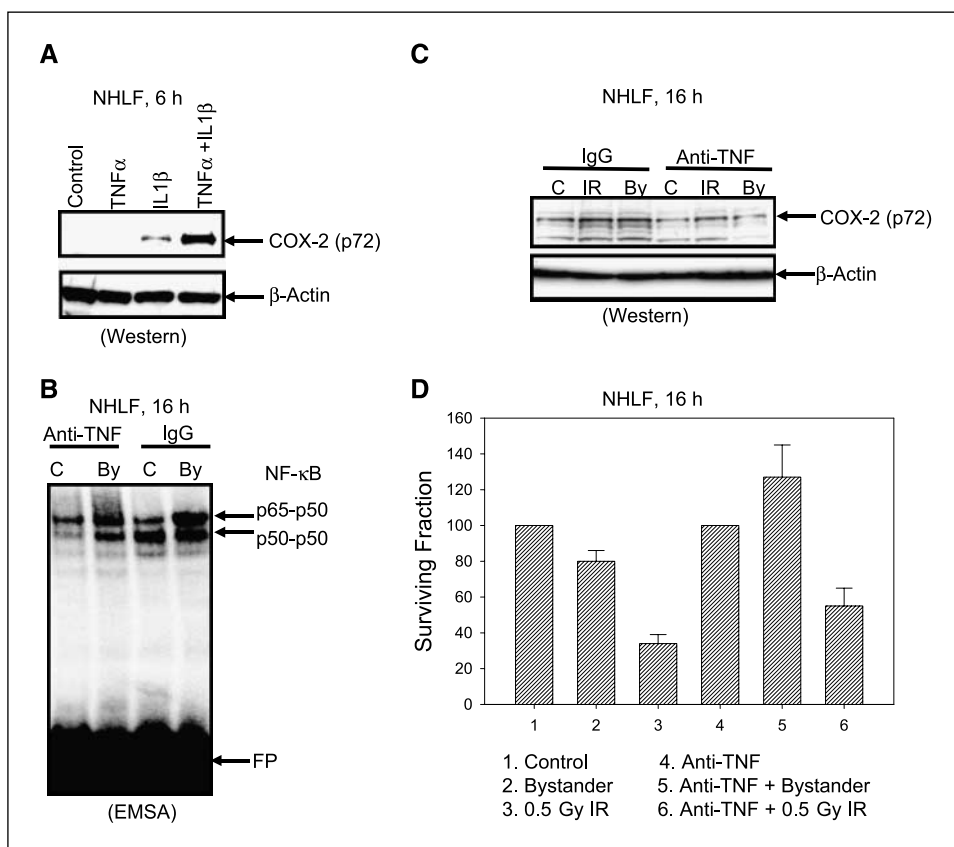 A
NHLF, 6 h
Control
TNFα
IL1β
TNFα +IL1β
COX-2 (p72)
β-Actin
(Western)
B
NHLF, 16 h
Anti-TNF IgG
C By C By
NF-κB
p65-p50
p50-p50
FP
(EMSA)
C
NHLF, 16 h
IgG Anti-TNF
C IR By C IR By
COX-2 (p72)
β-Actin
(Western)
D
NHLF, 16 h
Surviving Fraction
160
140
120
100
80
60
40
20
0
1 2 3 4 5 6
1. Control 4. Anti-TNF
2. Bystander 5. Anti-TNF + Bystander
3. 0.5 Gy IR 6. Anti-TNF + 0.5 Gy IR